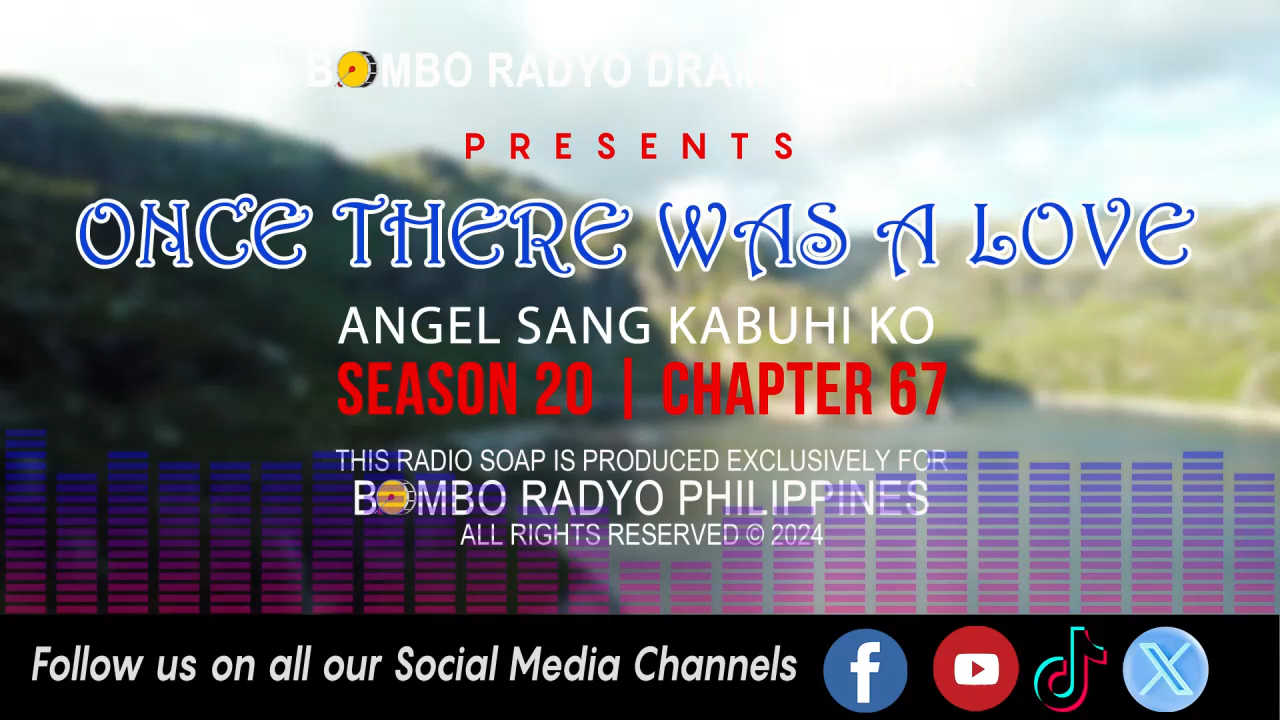 BOMBO RADYO DRAMA
PRESENTS
ONCE THERE WAS A LOVE
ANGEL SANG KABUHI KO
SEASON 20 | CHAPTER 67
THIS RADIO SOAP IS PRODUCED EXCLUSIVELY FOR
BOMBO RADYO PHILIPPINES
ALL RIGHTS RESERVED © 2024
Follow us on all our Social Media Channels